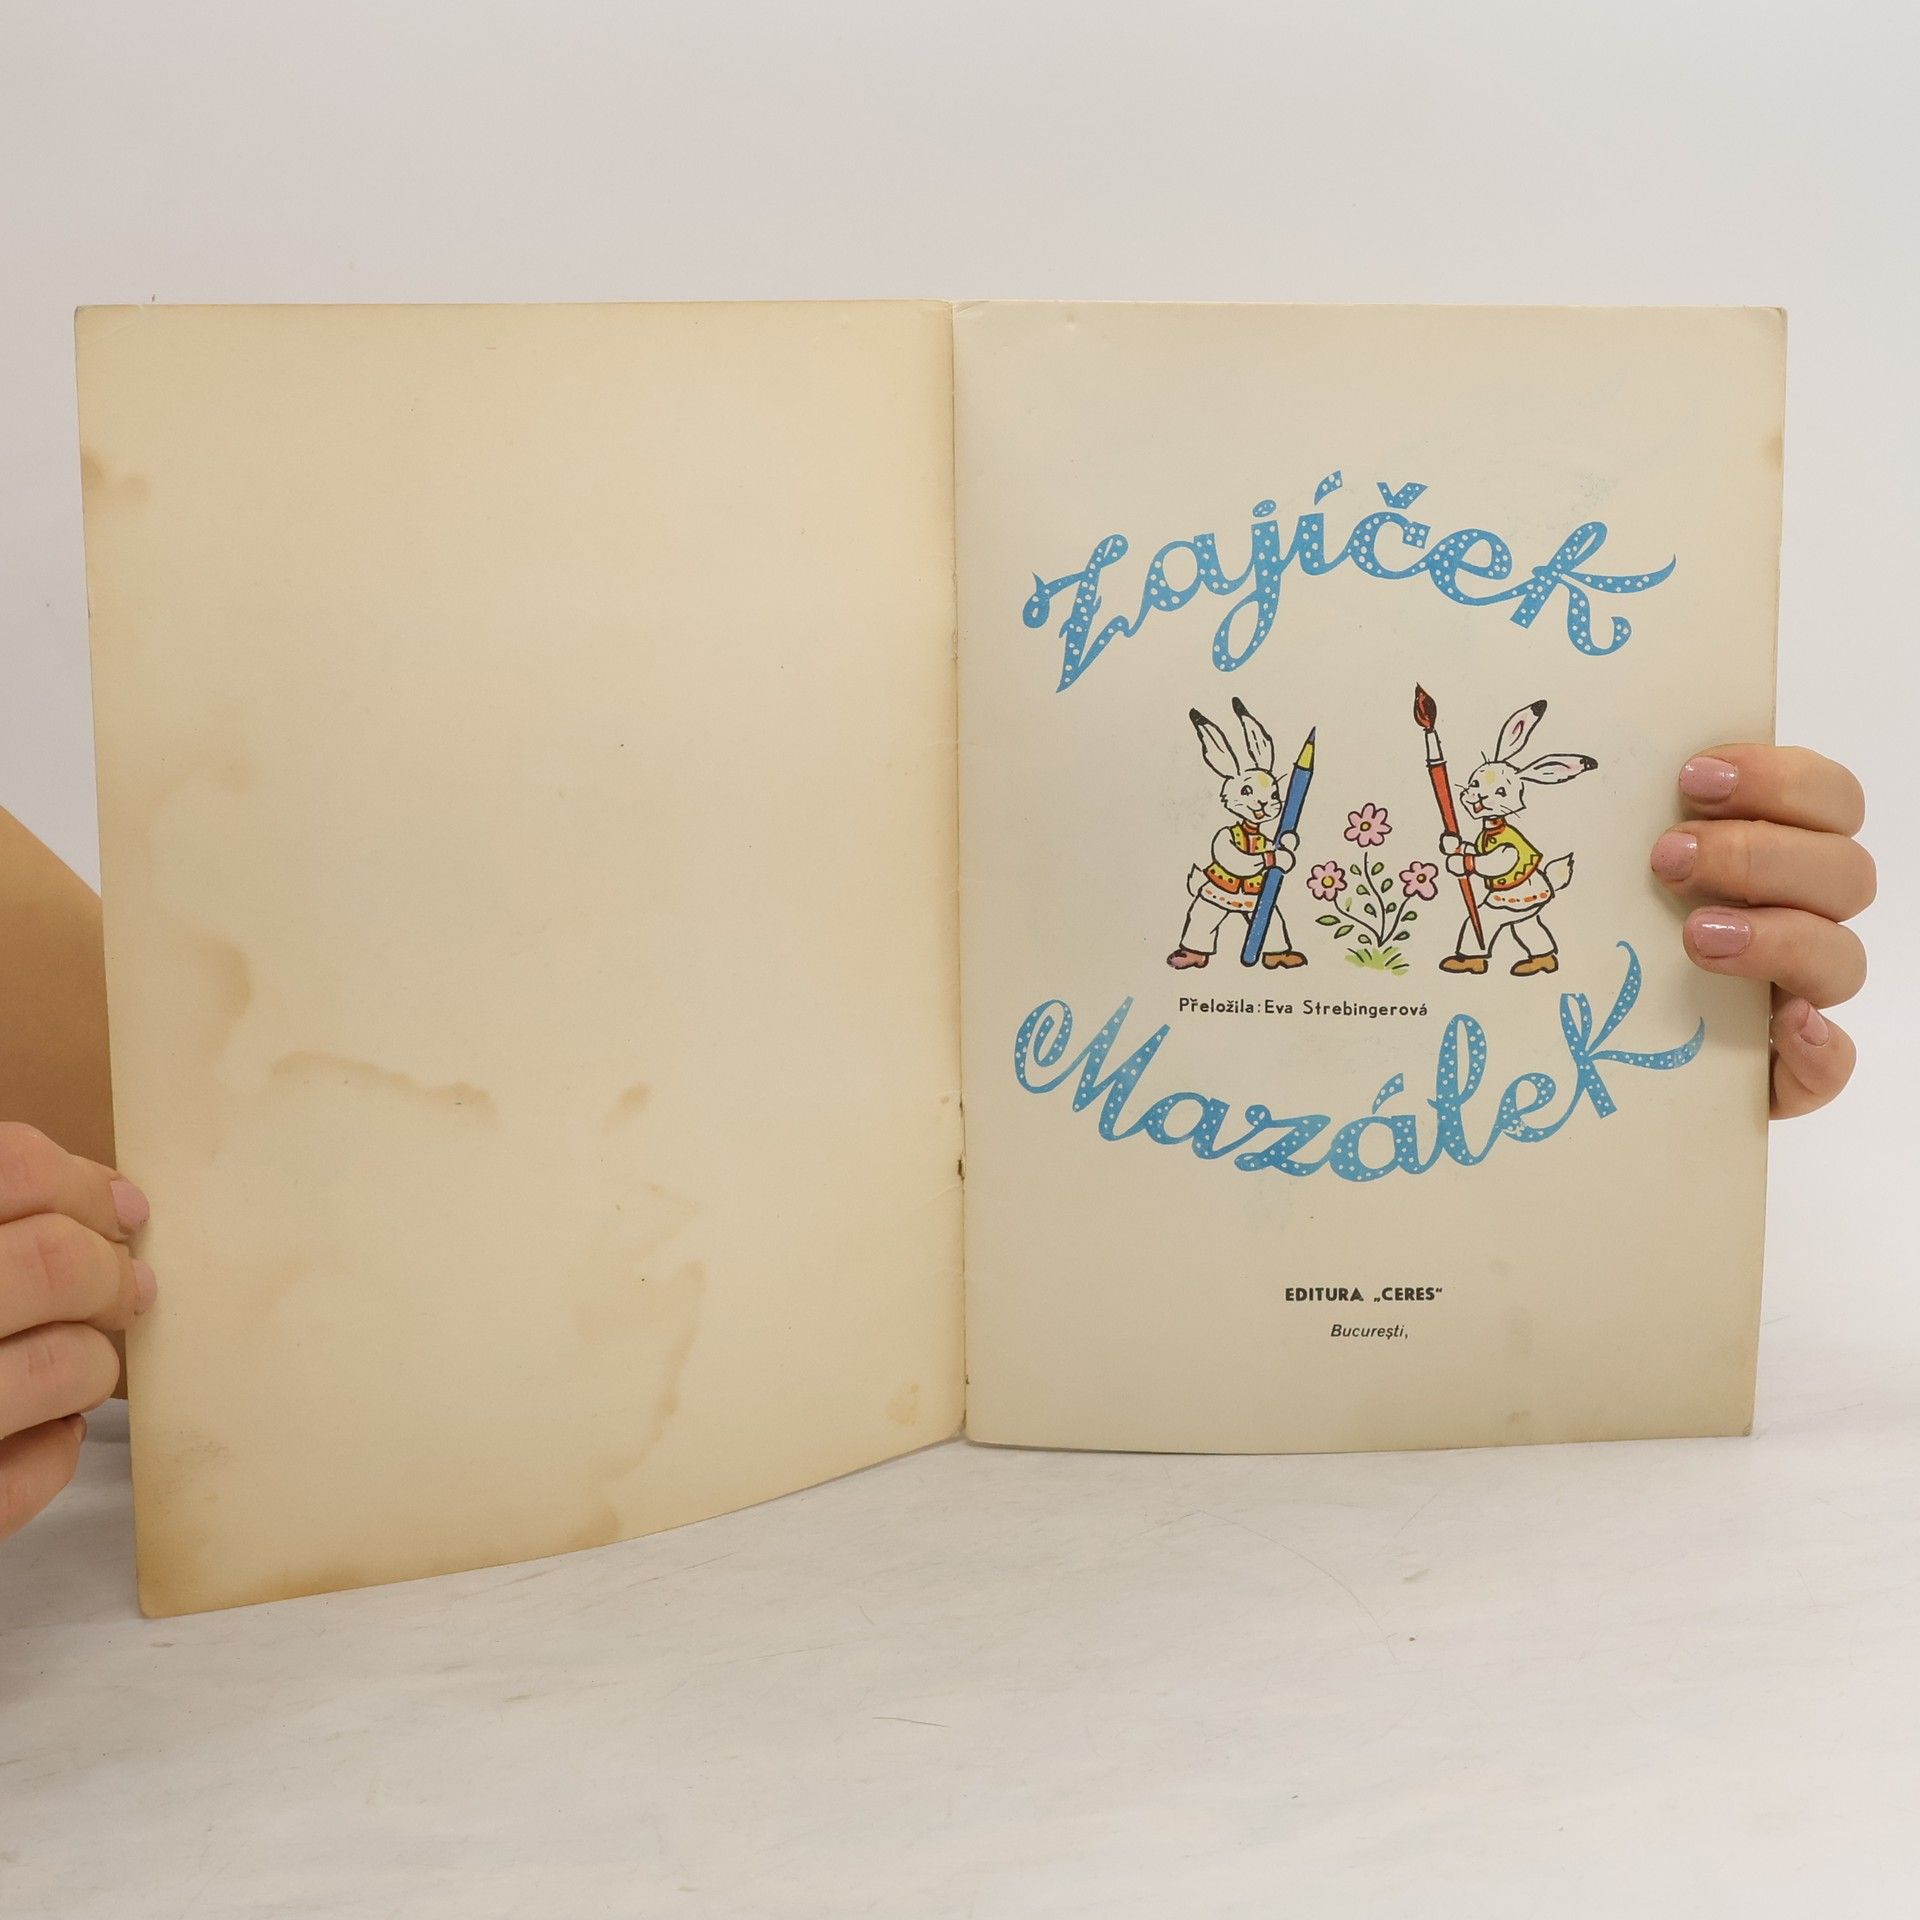 Zajíček
Přeložila: Eva Strebingerová
Mazálek
EDITURA „CERES“
București,